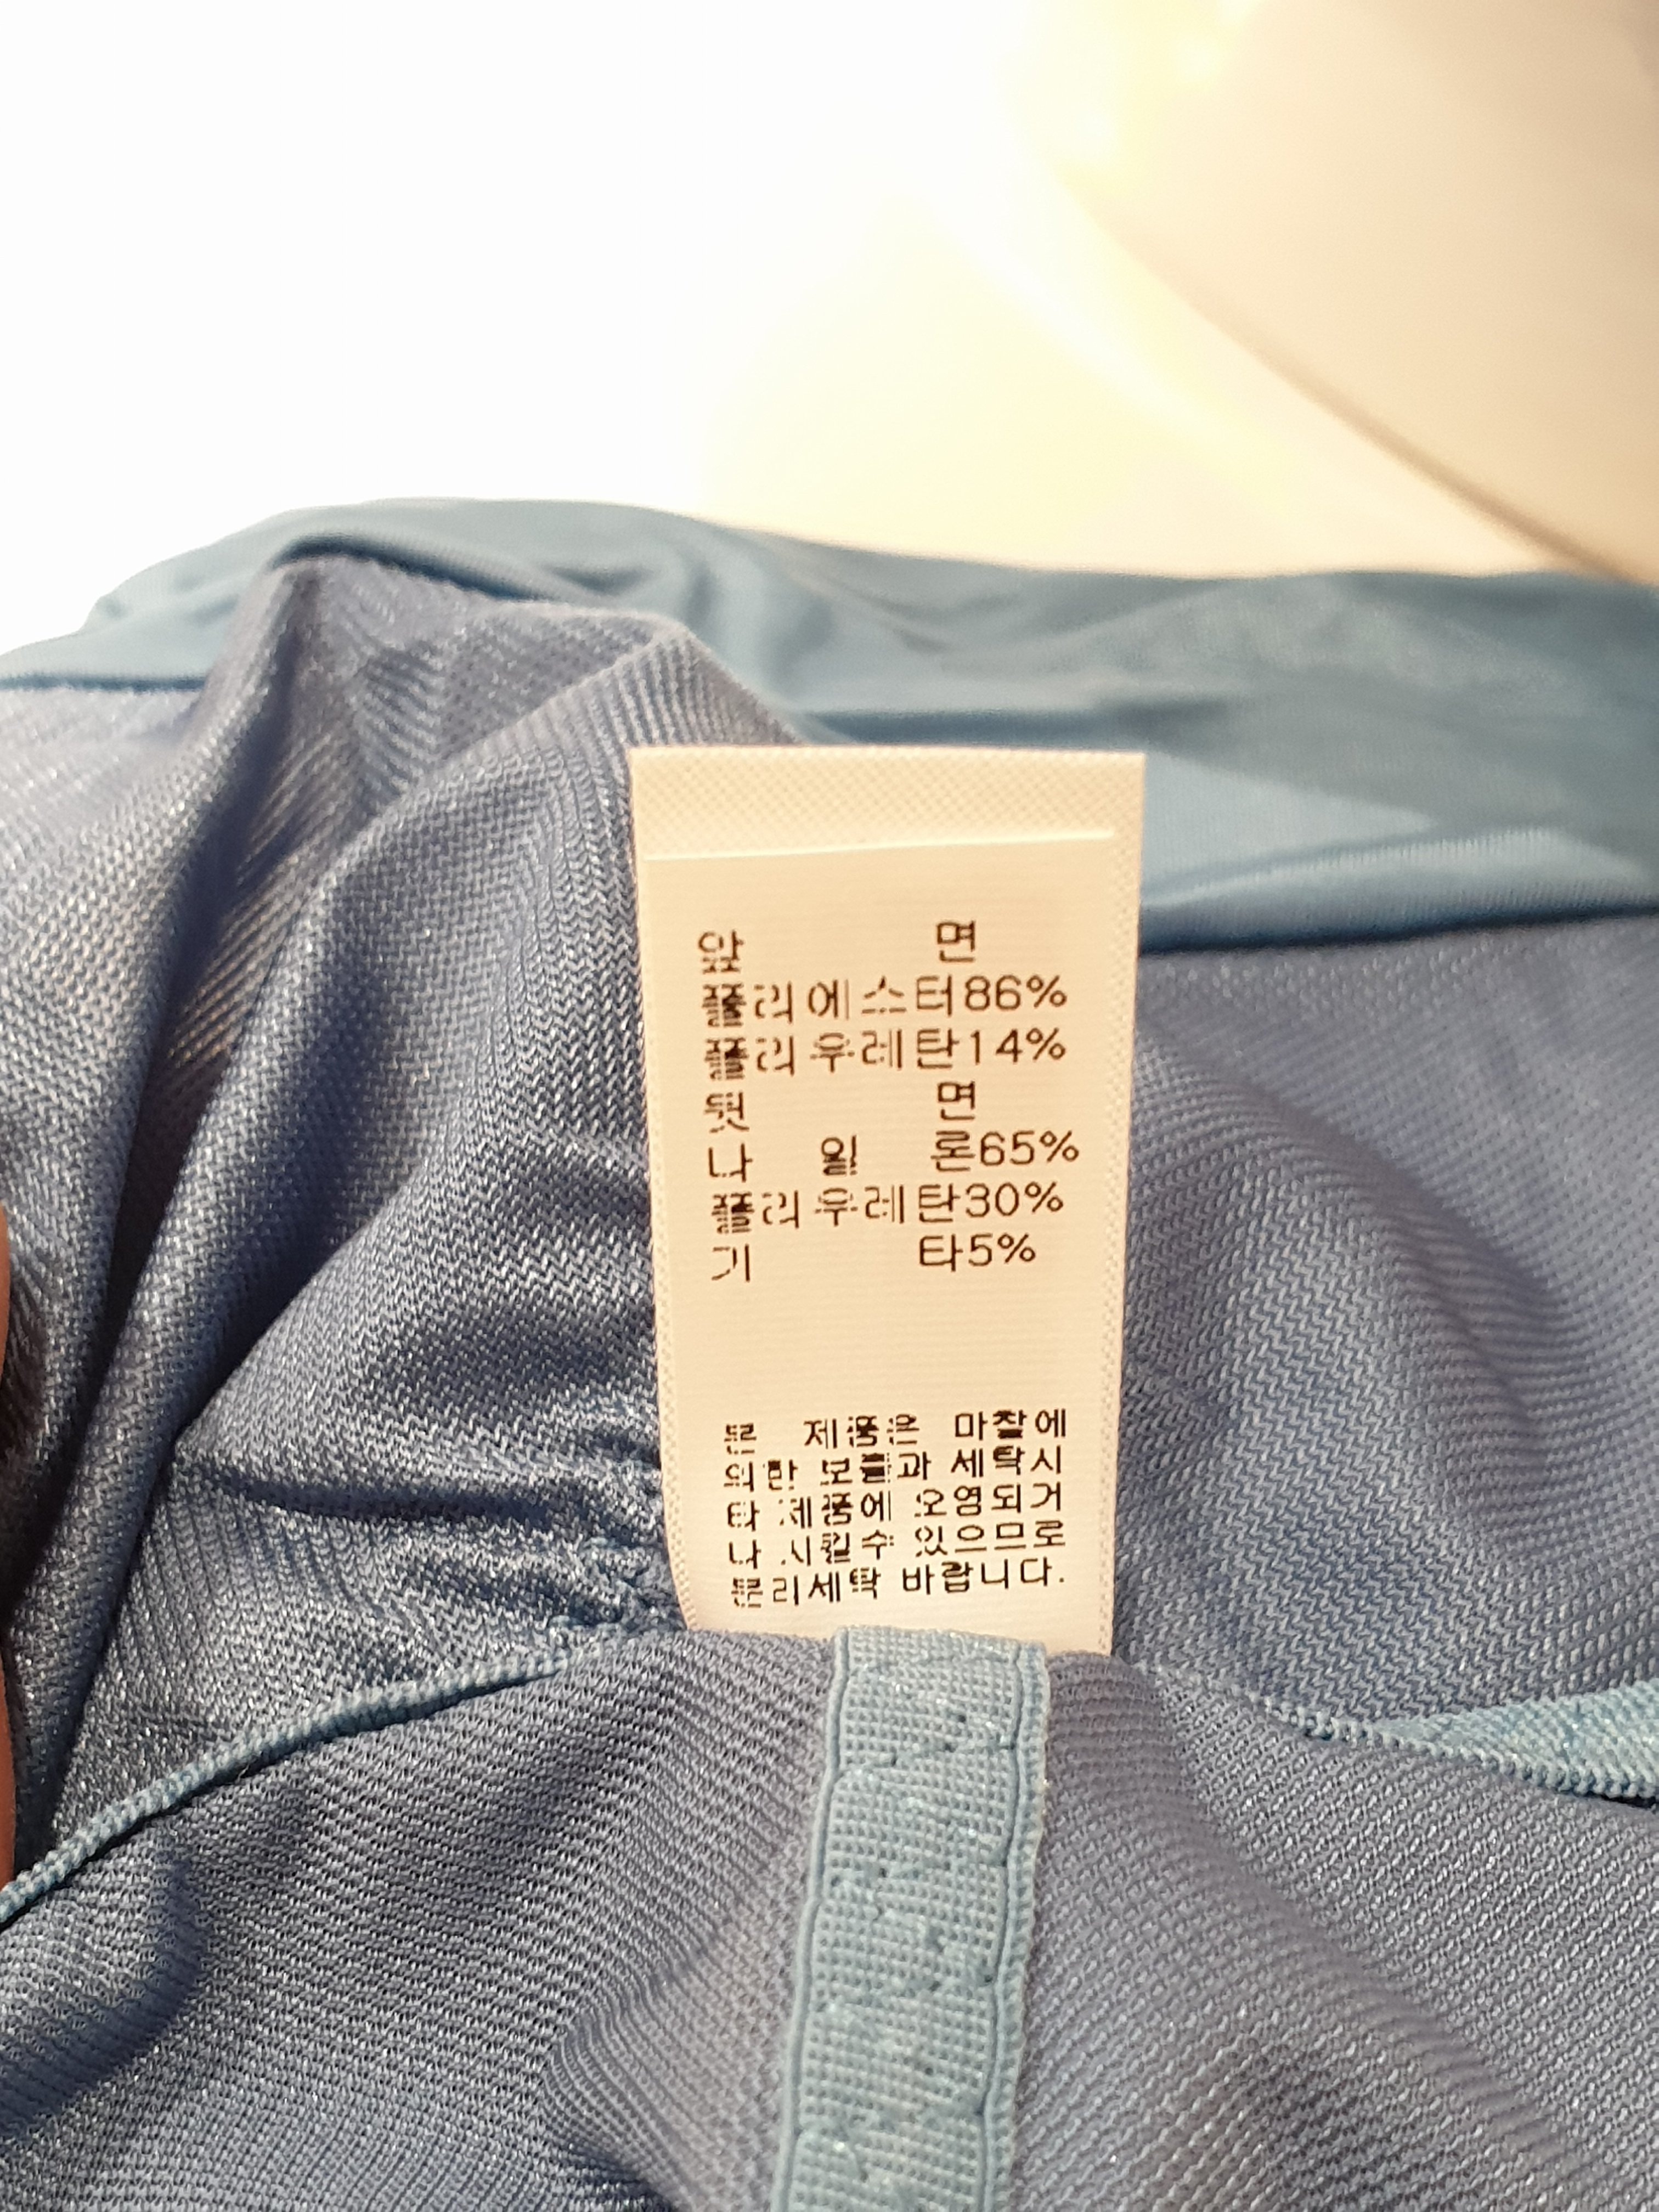 앞 면
폴리에스터86%
폴리우레탄14%
뒷 면
나 일 론65%
폴리우레탄30%
기 타5%
본 제품은 마찰에
의한 보풀과 세탁시
타 제품에 오염되거
나 시킬수 있으므로
분리세탁 바랍니다.